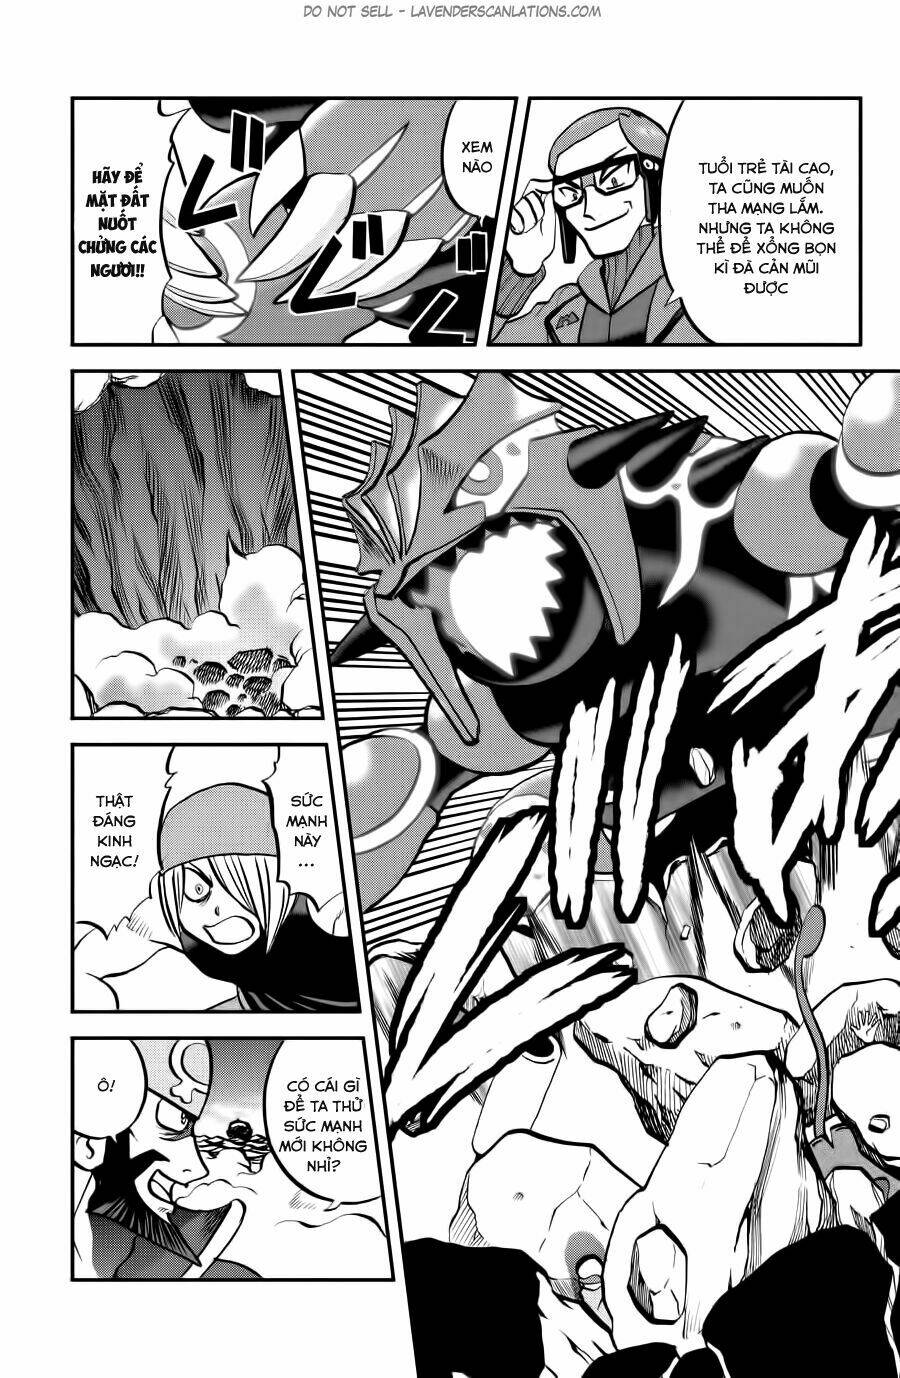 DO NOT SELL - LAVENDERSCANLATIONS.COM
TUỔI TRẺ TÀI CAO,
TA CŨNG MUỐN
THA MẠNG LẮM.
NHƯNG TA KHÔNG
THỂ ĐỂ XỔNG BỌN
KÌ ĐÀ CẢN MŨI
ĐƯỢC
XEM
NÀO
HÃY ĐỂ
MẶT ĐẤT
NUỐT
CHỬNG CÁC
NGƯƠI!!
SỨC
MẠNH
NÀY
...
THẬT
ĐÁNG
KINH
NGẠC!
CÓ CÁI GÌ
ĐỂ TA THỬ
SỨC MẠNH
MỚI KHÔNG
NHỈ?
Ô!